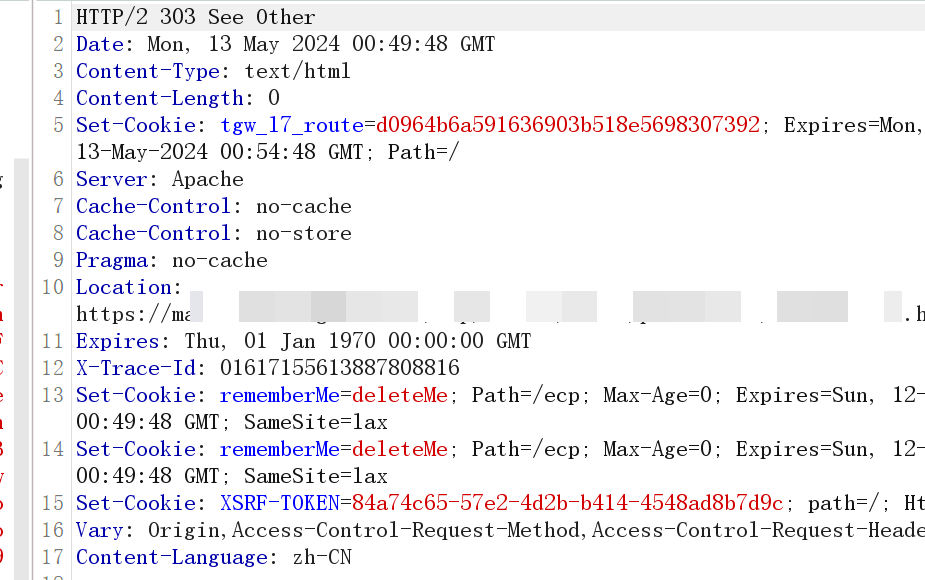 1 HTTP/2 303 See Other
2 Date: Mon, 13 May 2024 00:49:48 GMT
3 Content-Type: text/html
4 Content-Length: 0
5 Set-Cookie: tgw_l7_route=d0964b6a591636903b518e5698307392; Expires=Mon,
13-May-2024 00:54:48 GMT; Path=/
6 Server: Apache
7 Cache-Control: no-cache
8 Cache-Control: no-store
9 Pragma: no-cache
10 Location:
https://ma .h
11 Expires: Thu, 01 Jan 1970 00:00:00 GMT
12 X-Trace-Id: 01617155613887808816
13 Set-Cookie: rememberMe=deleteMe; Path=/ecp; Max-Age=0; Expires=Sun, 12-
00:49:48 GMT; SameSite=lax
14 Set-Cookie: rememberMe=deleteMe; Path=/ecp; Max-Age=0; Expires=Sun, 12-
00:49:48 GMT; SameSite=lax
15 Set-Cookie: XSRF-TOKEN=84a74c65-57e2-4d2b-b414-4548ad8b7d9c; path=/; Ht
16 Vary: Origin,Access-Control-Request-Method,Access-Control-Request-Heade
17 Content-Language: zh-CN